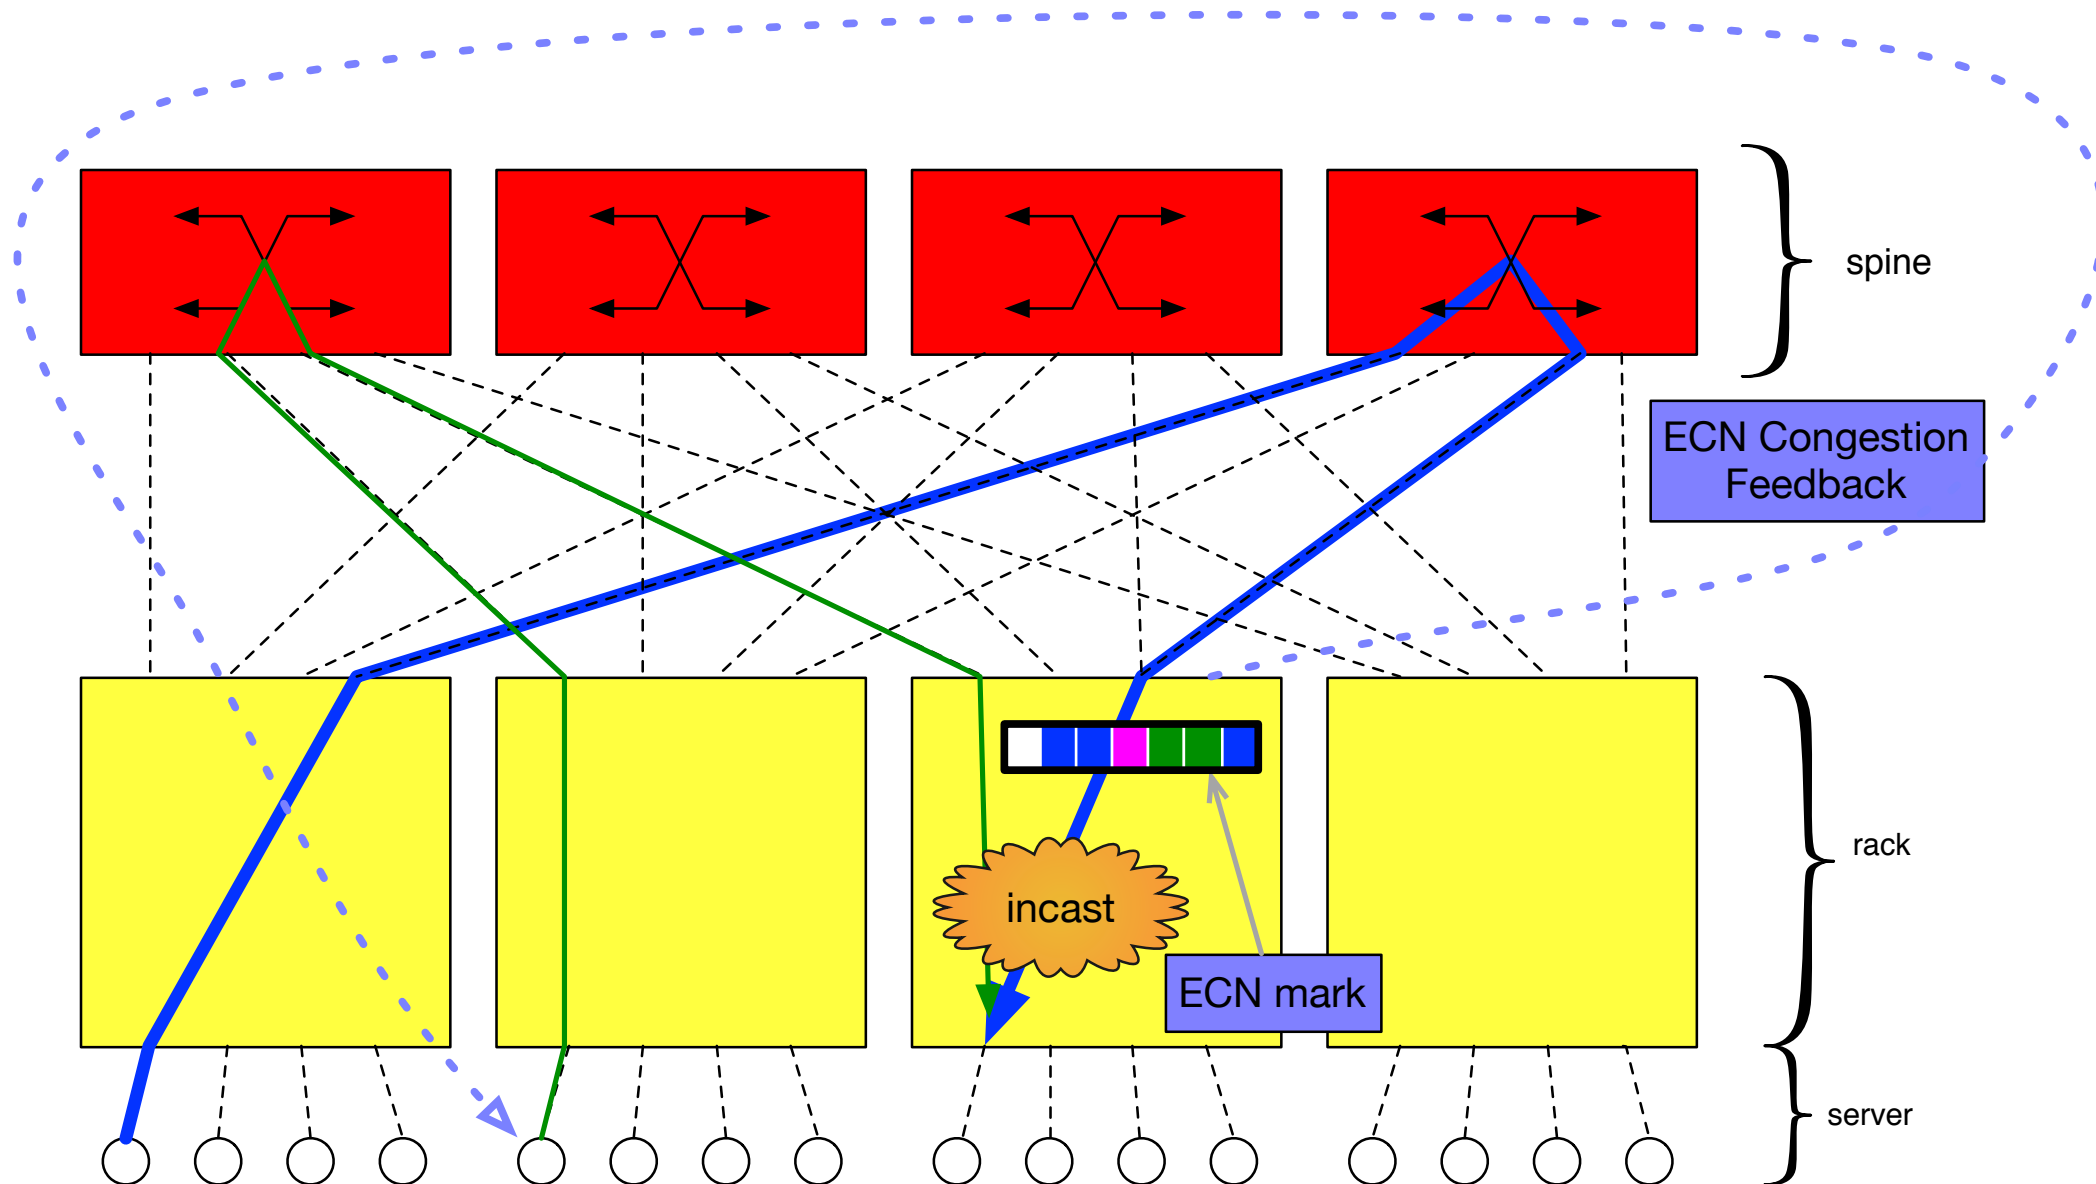 spine
ECN Congestion
Feedback
rack
incast
ECN mark
server